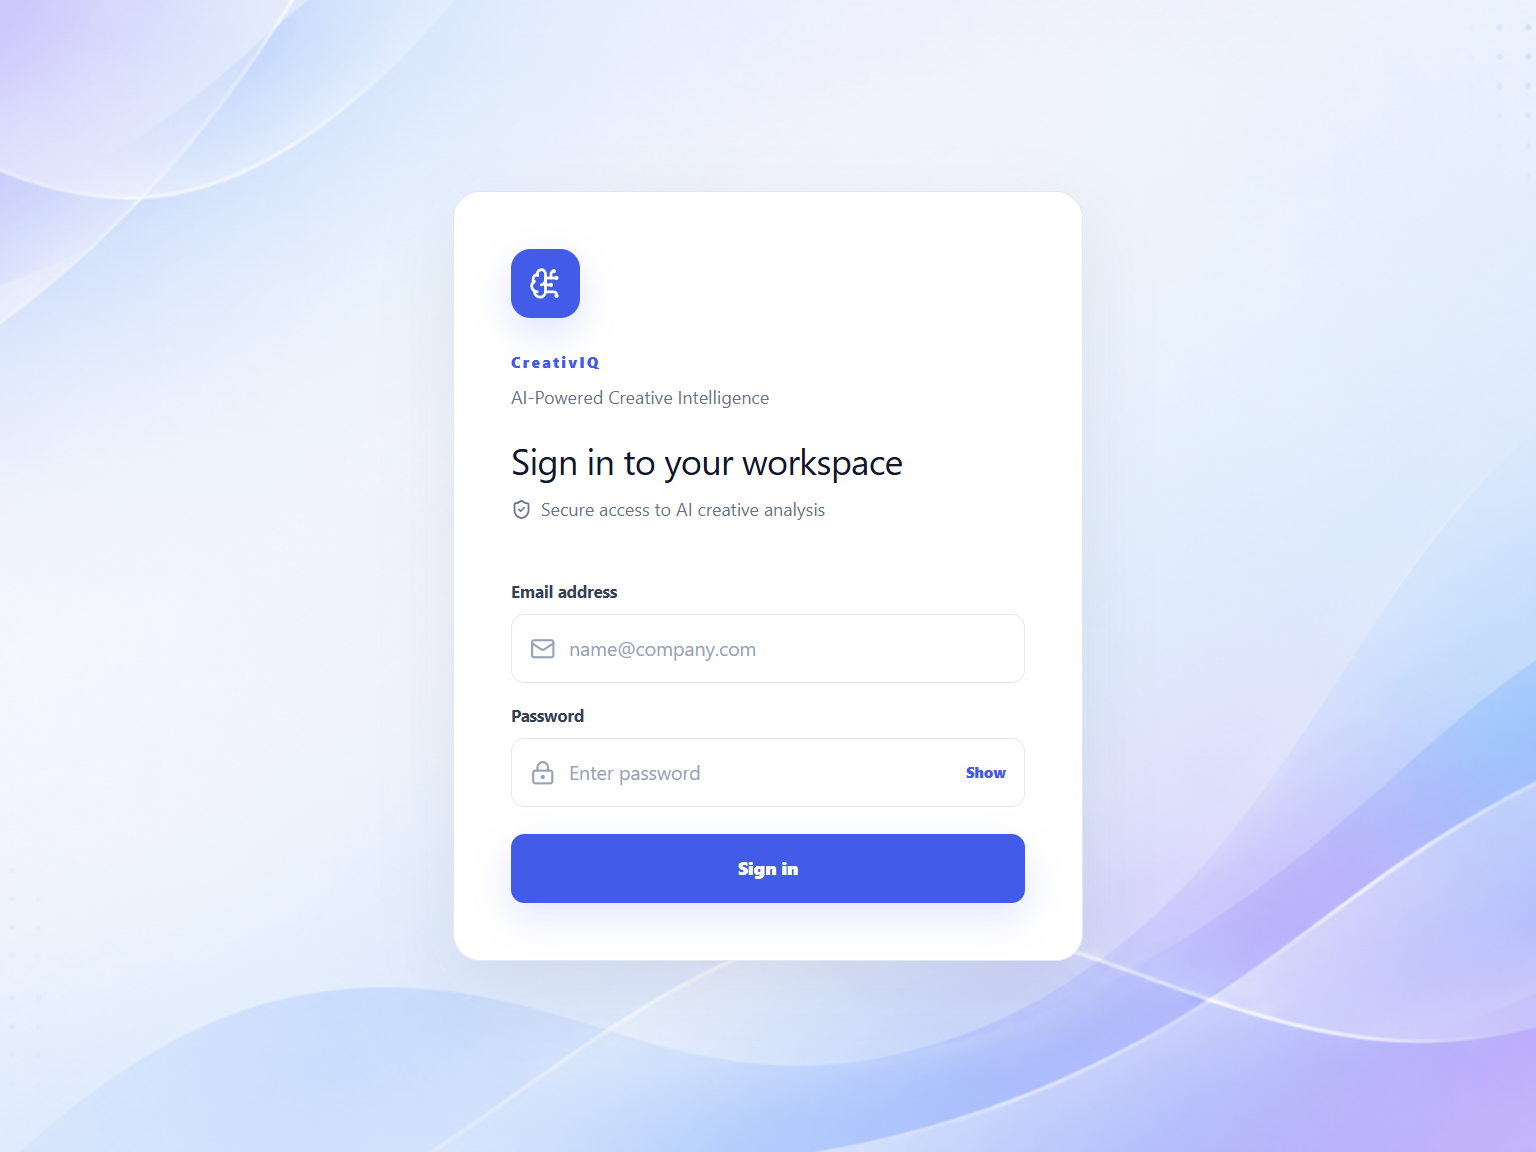 CreativIQ
AI-Powered Creative Intelligence
Sign in to your workspace
Secure access to AI creative analysis
Email address
name@company.com
Password
Enter password
Show
Sign in